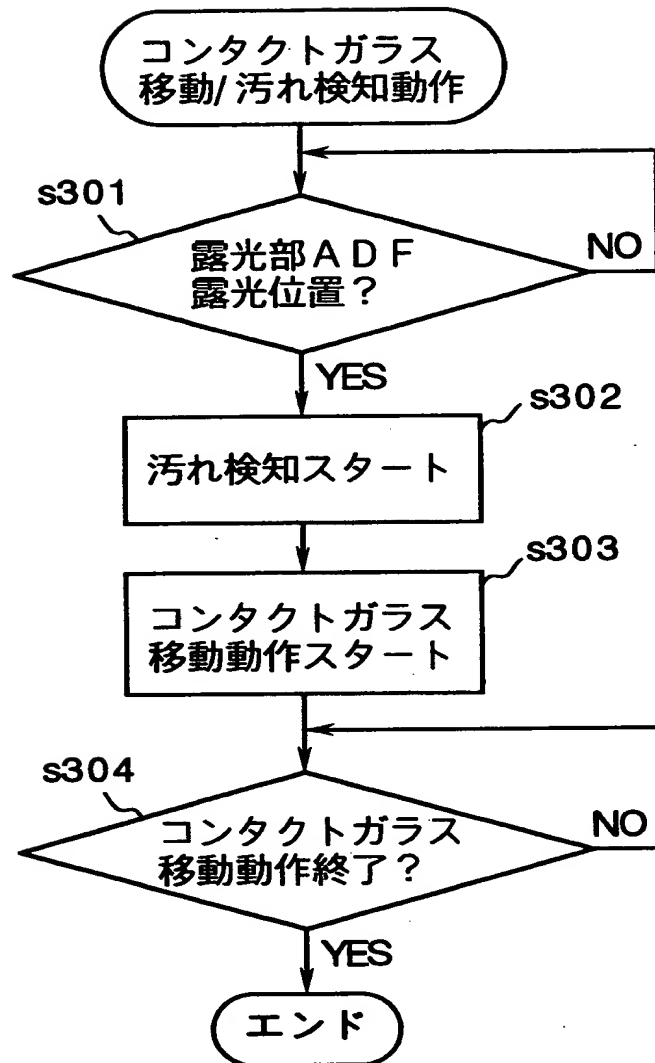 コンタクトガラス
移動/汚れ検知動作
s301
露光部ADF
露光位置?
NO
YES
s302
汚れ検知スタート
s303
コンタクトガラス
移動動作スタート
s304
コンタクトガラス
移動動作終了?
NO
YES
エンド